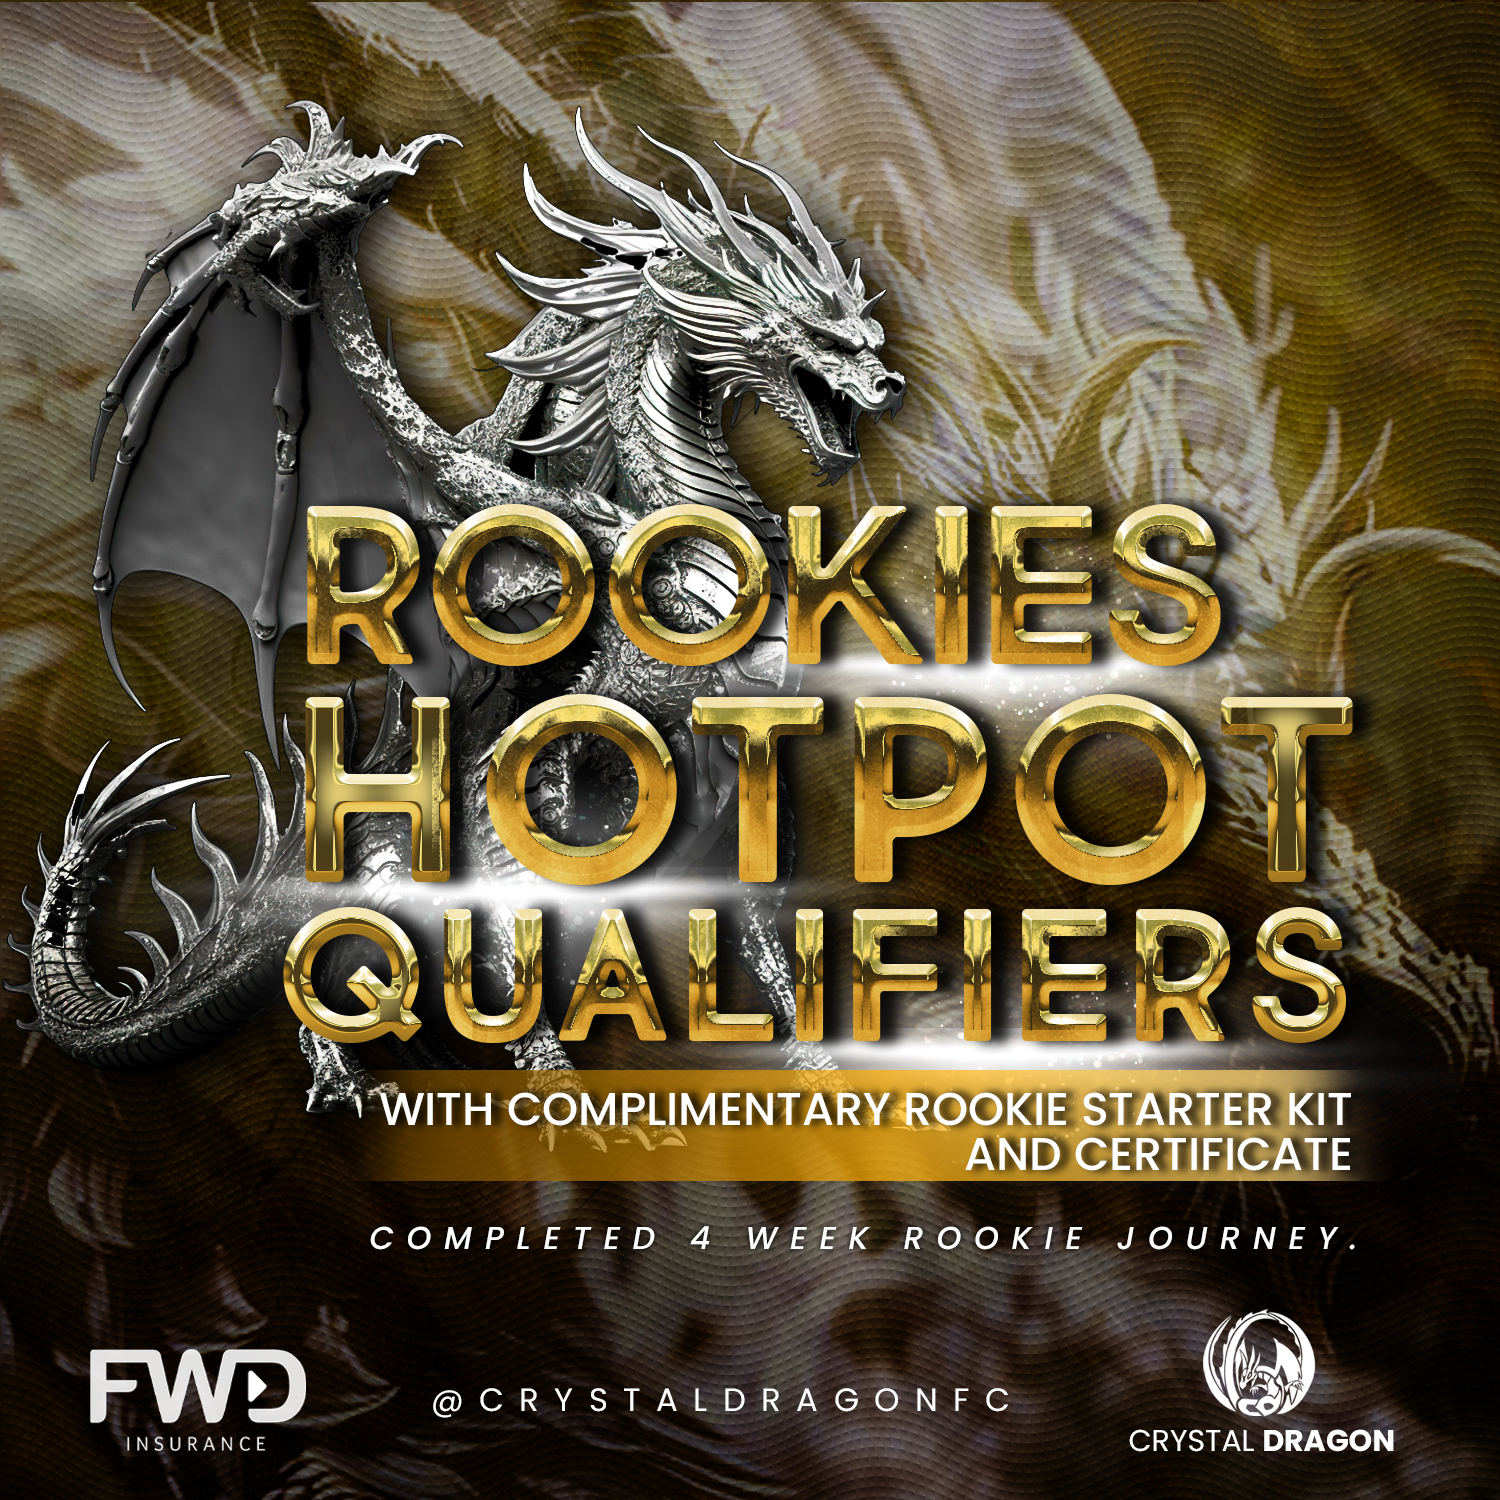 ROOKIES
HOTPOT
QUALIFIERS
WITH COMPLIMENTARY ROOKIE STARTER KIT
AND CERTIFICATE
COMPLETED 4 WEEK ROOKIE JOURNEY.
FWD
INSURANCE
@CRYSTALDRAGONFC
CD
CRYSTAL DRAGON